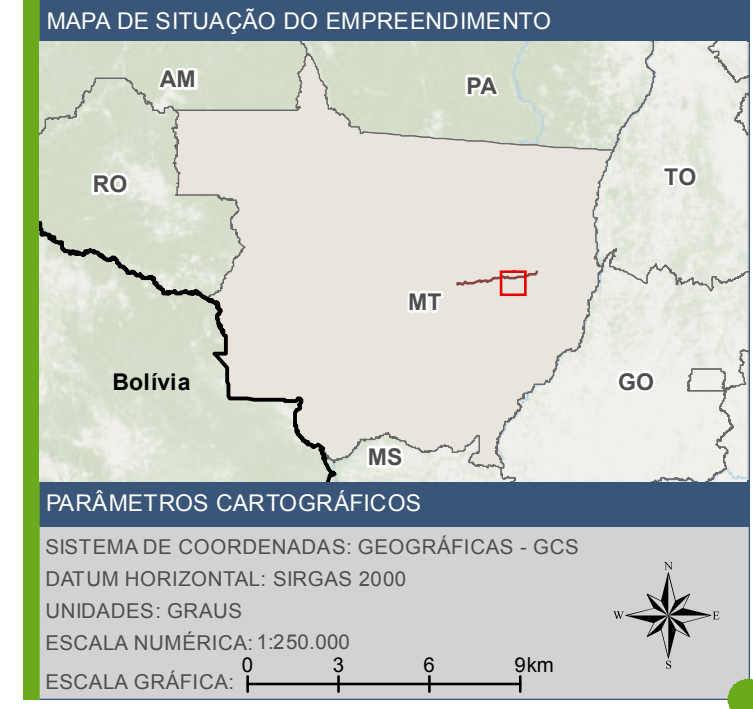 MAPA DE SITUAÇÃO DO EMPREENDIMENTO
AM
PA
RO
TO
MT
Bolívia
GO
MS
PARÂMETROS CARTOGRÁFICOS
SISTEMA DE COORDENADAS: GEOGRÁFICAS - GCS
DATUM HORIZONTAL: SIRGAS 2000
UNIDADES: GRAUS
ESCALA NUMÉRICA: 1:250.000
ESCALA GRÁFICA: 0 3 6 9km
N
W E
S